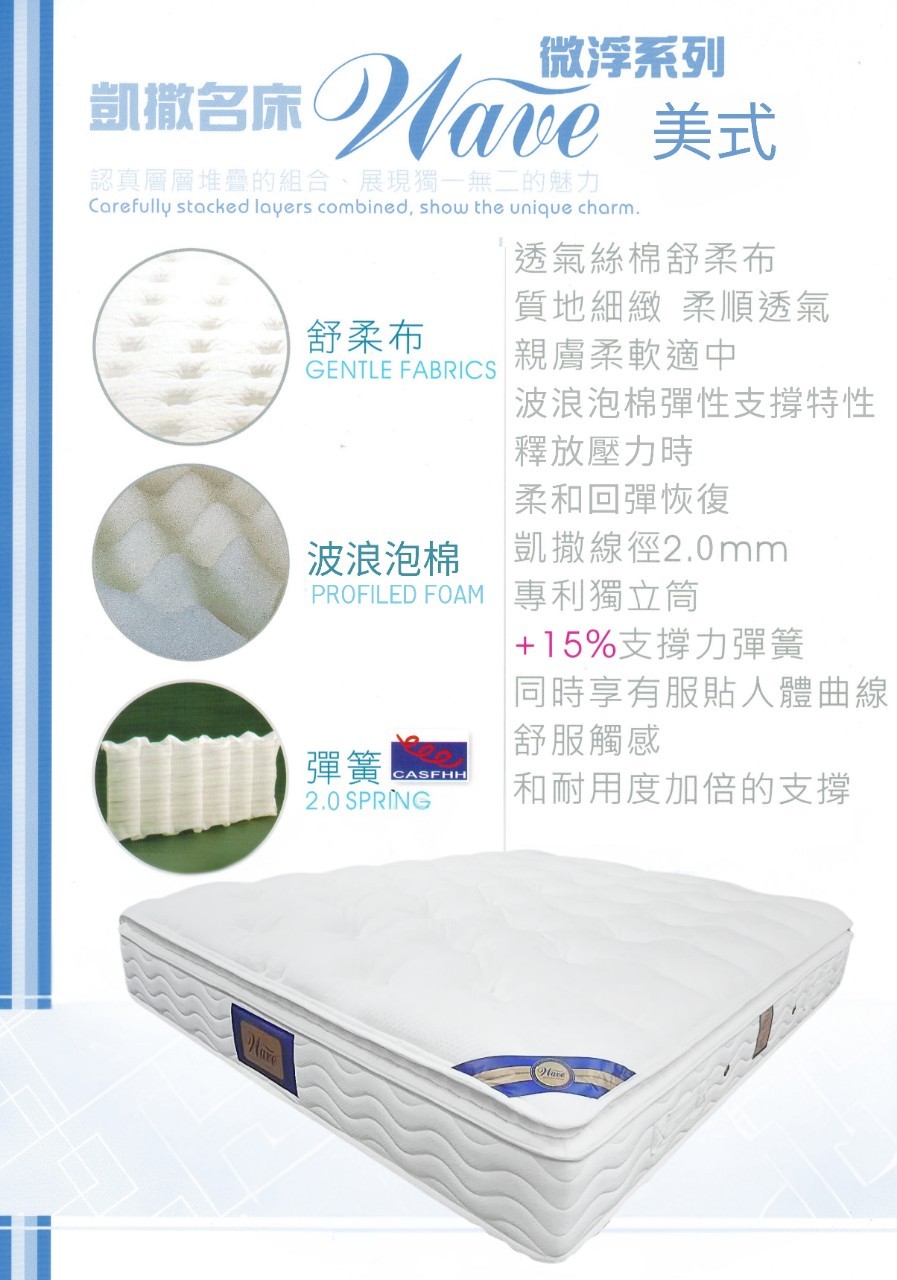 微浮系列
凱撒名床 Wave 美式
認真層層堆疊的組合、展現獨一無二的魅力
Carefully stacked layers combined, show the unique charm.
舒柔布
GENTLE FABRICS
波浪泡棉
PROFILED FOAM
彈簧 CASFHH
2.0 SPRING
透氣絲棉舒柔布
質地細緻 柔順透氣
親膚柔軟適中
波浪泡棉彈性支撐特性
釋放壓力時
柔和回彈恢復
凱撒線徑2.0mm
專利獨立筒
+15%支撐力彈簧
同時享有服貼人體曲線
舒服觸感
和耐用度加倍的支撐
Wave
Wave